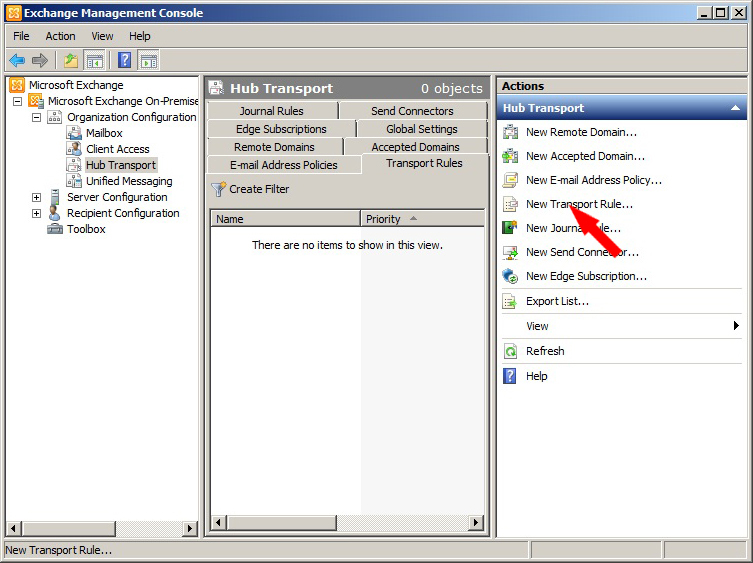 Exchange Management Console
File Action View Help
Microsoft Exchange
Microsoft Exchange On-Premise
Organization Configuration
Mailbox
Client Access
Hub Transport
Unified Messaging
Server Configuration
Recipient Configuration
Toolbox
Hub Transport 0 objects
Journal Rules Send Connectors
Edge Subscriptions Global Settings
Remote Domains Accepted Domains
E-mail Address Policies Transport Rules
Create Filter
Name Priority
There are no items to show in this view.
Actions
Hub Transport
New Remote Domain...
New Accepted Domain...
New E-mail Address Policy...
New Transport Rule...
New Journal Rule...
New Send Connector...
New Edge Subscription...
Export List...
View
Refresh
Help
New Transport Rule...